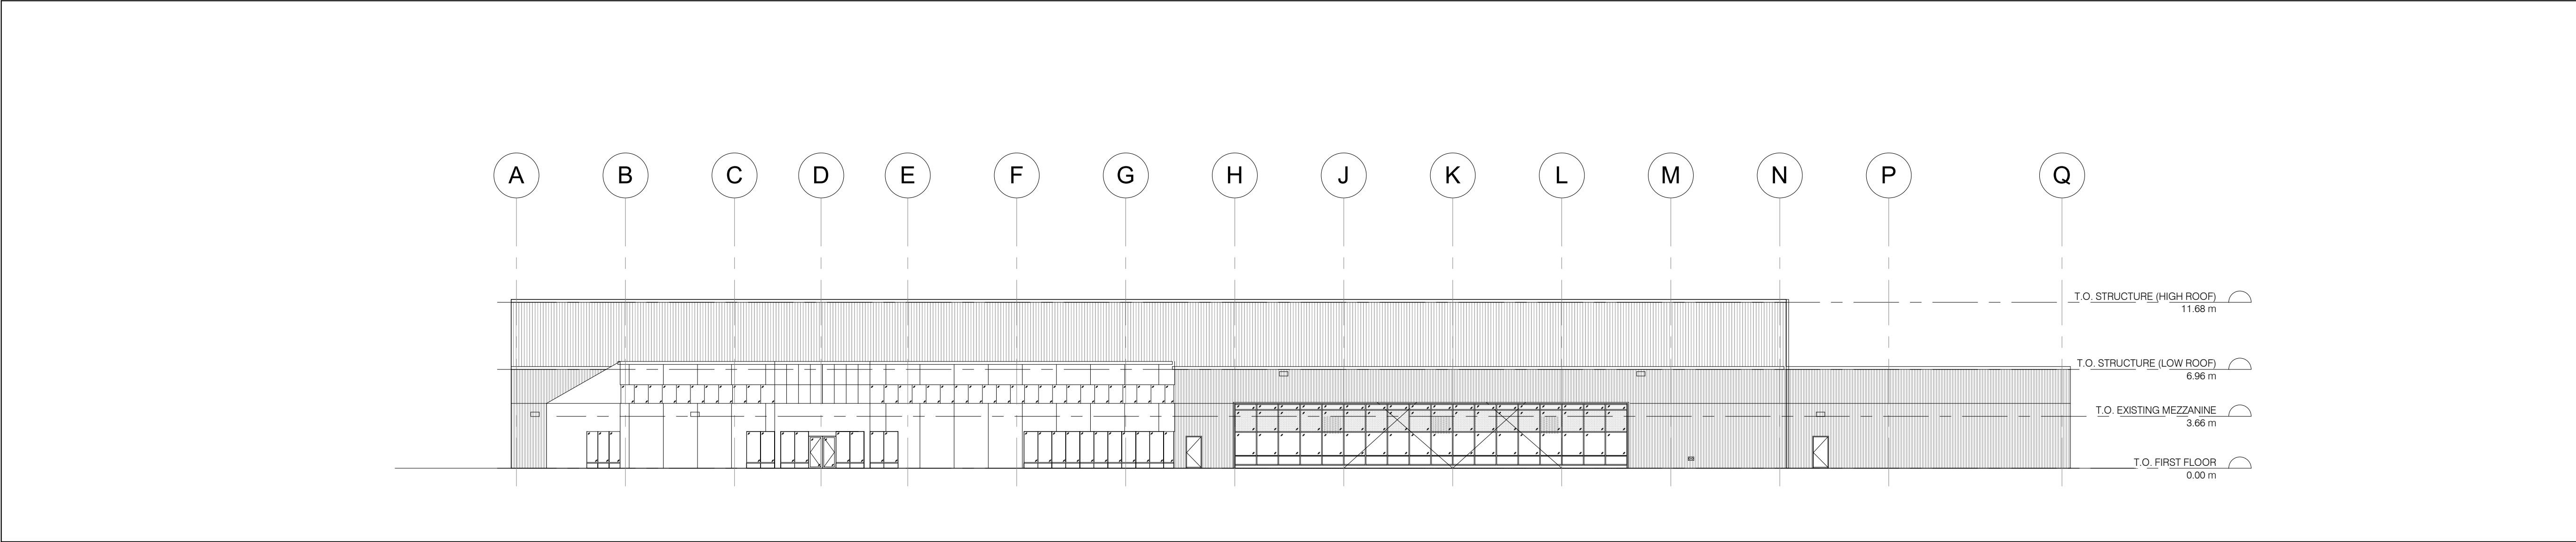 A B C D E F G H J K L M N P Q
T.O. STRUCTURE (HIGH ROOF)
11.68 m
T.O. STRUCTURE (LOW ROOF)
6.96 m
T.O. EXISTING MEZZANINE
3.66 m
T.O. FIRST FLOOR
0.00 m